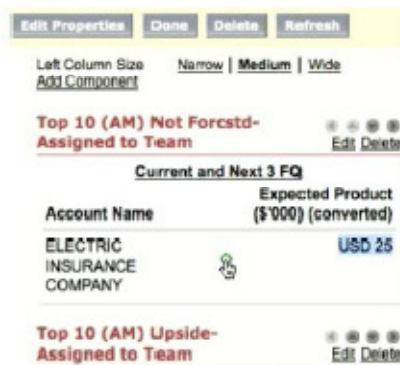 Edit Properties Done Delete Refresh
Left Column Size Narrow | Medium | Wide
Add Component
Top 10 (AM) Not Forcstd-
Assigned to Team Edit Delete
Current and Next 3 FQ
Expected Product
Account Name ($'000) (converted)
ELECTRIC USD 25
INSURANCE
COMPANY
Top 10 (AM) Upside-
Assigned to Team Edit Delete